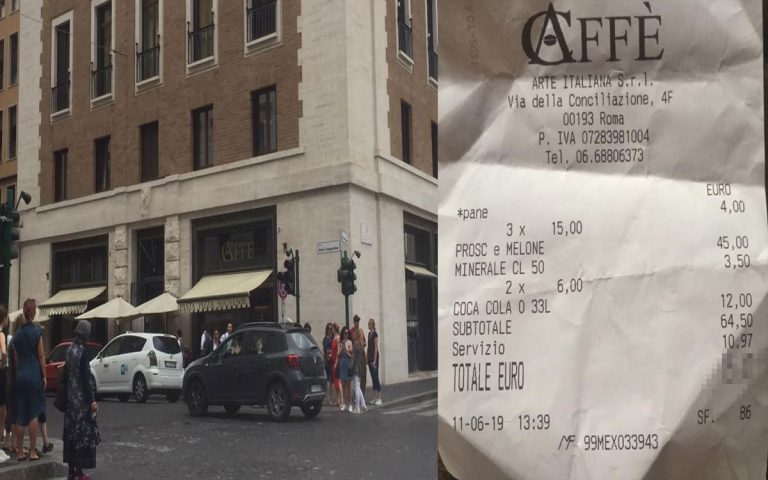 CAFFÈ
CAFFÈ
ARTE ITALIANA S.r.l.
Via della Conciliazione, 4F
00193 Roma
P. IVA 07283981004
Tel. 06.68806373
EURO
*pane 4,00
3 x 15,00
PROSC e MELONE 45,00
MINERALE CL 50 3,50
2 x 6,00
COCA COLA O 33L 12,00
SUBTOTALE 64,50
Servizio 10,97
TOTALE EURO
11-06-19 13:39 SF. 86
MF 99MEX033943